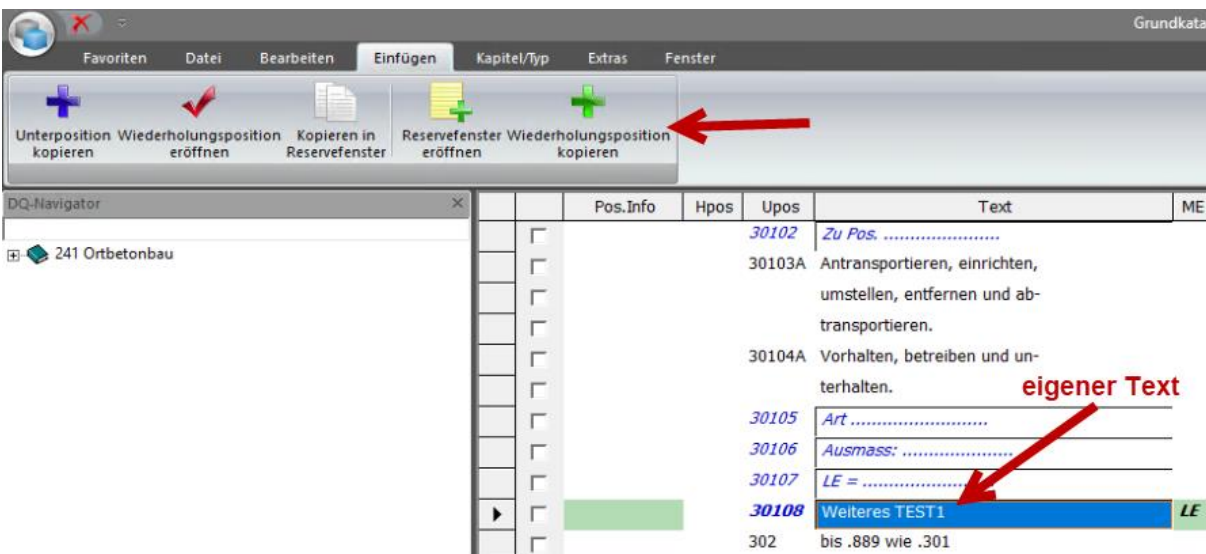 Grundkata
Favoriten Datei Bearbeiten Einfügen Kapitel/Typ Extras Fenster
Unterposition kopieren
Wiederholungsposition eröffnen
Kopieren in Reservefenster
Reservefenster eröffnen
Wiederholungsposition kopieren
DQ-Navigator
241 Ortbetonbau
Pos.Info Hpos Upos Text ME
30102 Zu Pos. .......................
30103A Antransportieren, einrichten,
umstellen, entfernen und ab-
transportieren.
30104A Vorhalten, betreiben und un-
terhalten.
eigener Text
30105 Art ...........................
30106 Ausmass: ......................
30107 LE = .....................
30108 Weiteres TEST1 LE
302 bis .889 wie .301